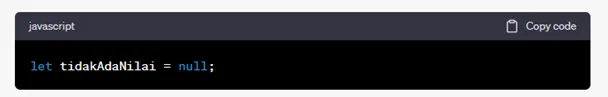 javascript
Copy code
let tidakAdaNilai = null;